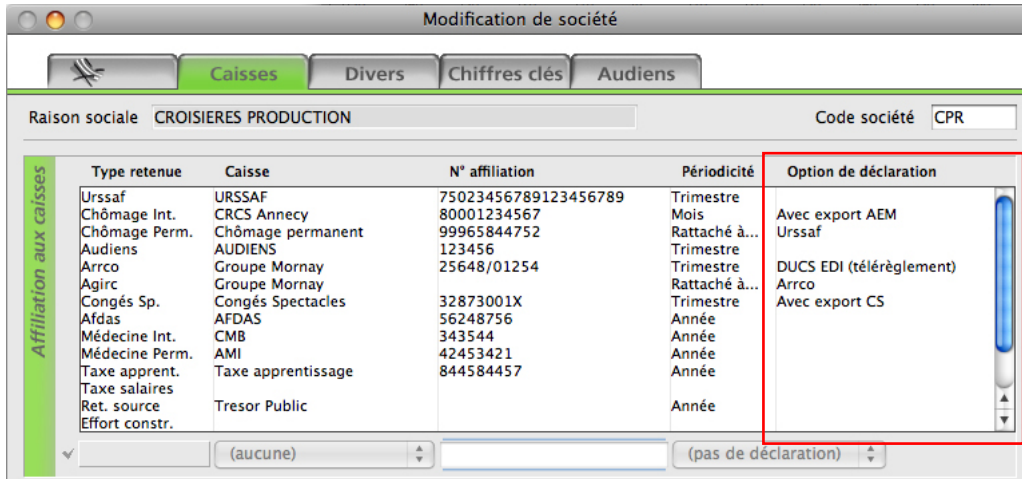 Modification de société
Caisses Divers Chiffres clés Audiens
Raison sociale CROISIERES PRODUCTION Code société CPR
Affiliation aux caisses
Type retenue Caisse N° affiliation Périodicité Option de déclaration
Urssaf URSSAF 75023456789123456789 Trimestre
Chômage Int. CRCS Annecy 80001234567 Mois Avec export AEM
Chômage Perm. Chômage permanent 99965844752 Rattaché à... Urssaf
Audiens AUDIENS 123456 Trimestre
Arrco Groupe Mornay 25648/01254 Trimestre DUCS EDI (télérèglement)
Agirc Groupe Mornay Rattaché à... Arrco
Congés Sp. Congés Spectacles 32873001X Trimestre Avec export CS
Afdas AFDAS 56248756 Année
Médecine Int. CMB 343544 Année
Médecine Perm. AMI 42453421 Année
Taxe apprent. Taxe apprentissage 844584457 Année
Taxe salaires
Ret. source Tresor Public Année
Effort constr.
(aucune) (pas de déclaration)